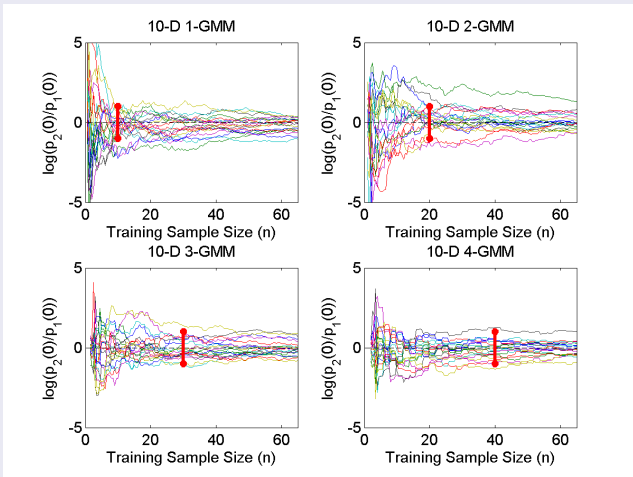 10-D 1-GMM
10-D 2-GMM
5
0
-5
log(p2(0)/p1(0))
0 20 40 60
Training Sample Size (n)
5
0
-5
log(p2(0)/p1(0))
0 20 40 60
Training Sample Size (n)
10-D 3-GMM
10-D 4-GMM
5
0
-5
log(p2(0)/p1(0))
0 20 40 60
Training Sample Size (n)
5
0
-5
log(p2(0)/p1(0))
0 20 40 60
Training Sample Size (n)